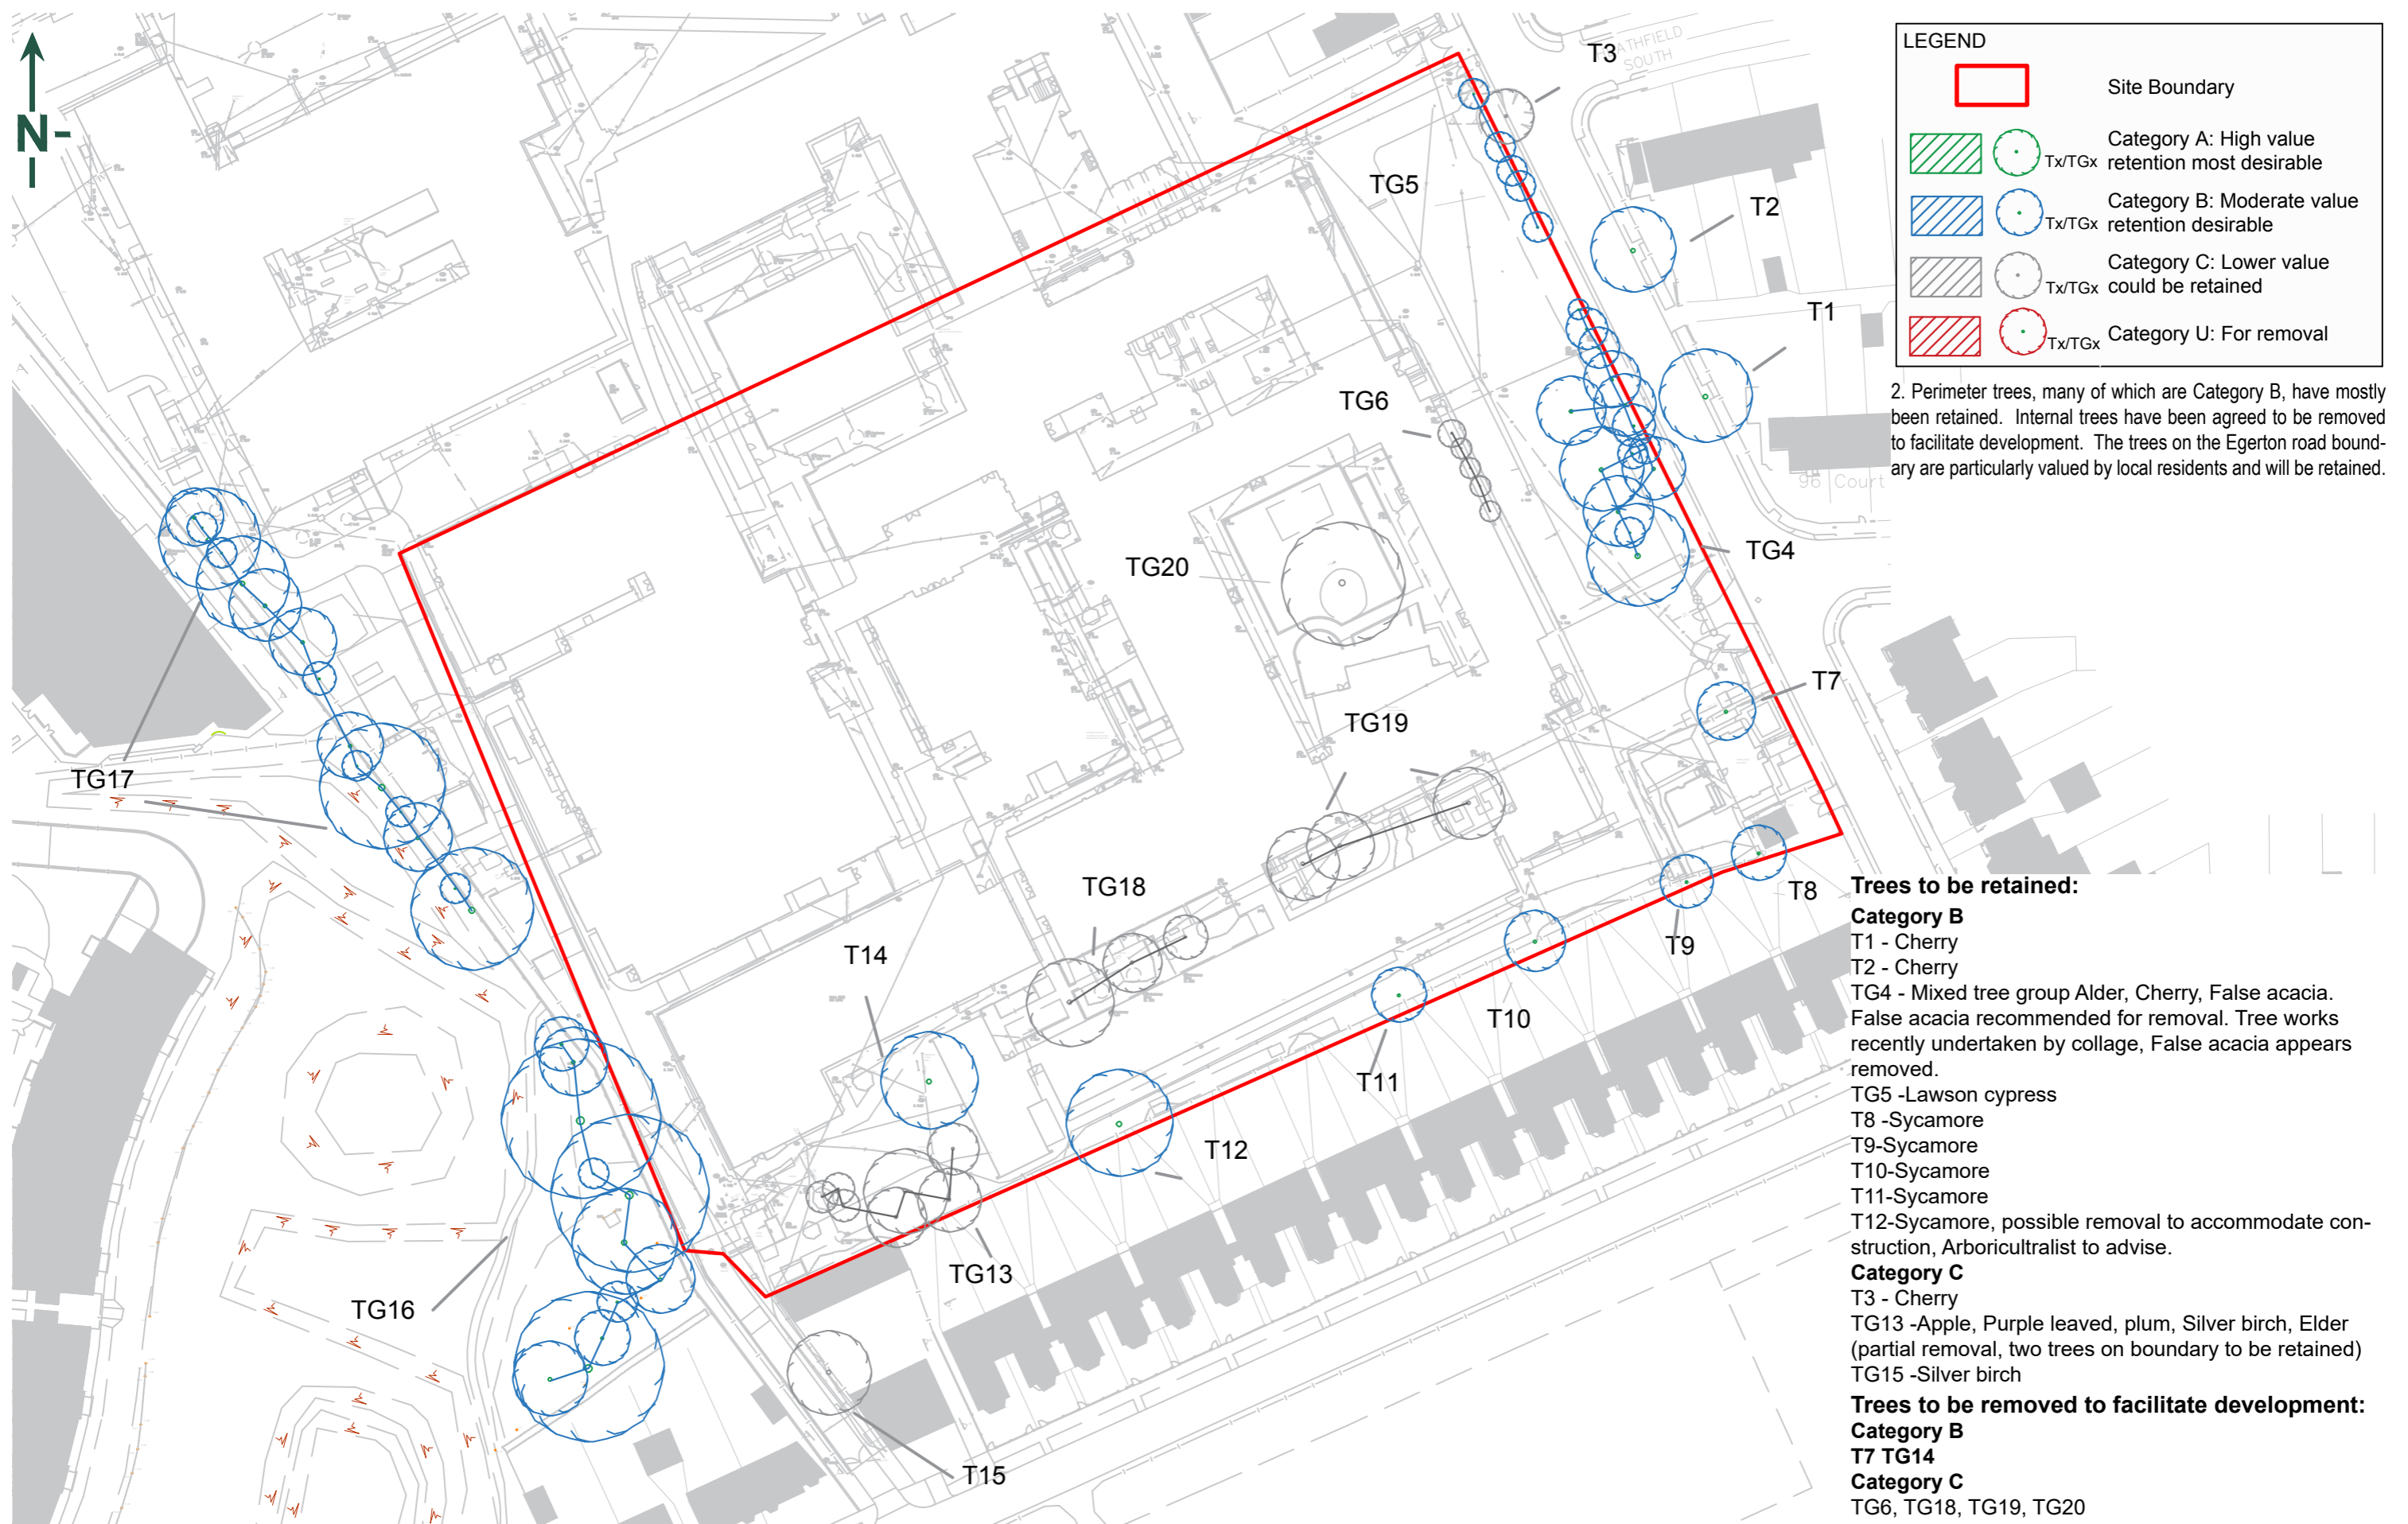 N
T3
HEATHFIELD
SOUTH
TG5
T2
T1
TG6
TG20
TG4
96 Court
T7
TG19
TG17
TG18
T8
T14
T9
T10
T11
T12
TG13
TG16
T15
LEGEND
Site Boundary
Category A: High value
Tx/TGx retention most desirable
Category B: Moderate value
Tx/TGx retention desirable
Category C: Lower value
Tx/TGx could be retained
Tx/TGx Category U: For removal
2. Perimeter trees, many of which are Category B, have mostly
been retained. Internal trees have been agreed to be removed
to facilitate development. The trees on the Egerton road bound-
ary are particularly valued by local residents and will be retained.
Trees to be retained:
Category B
T1 - Cherry
T2 - Cherry
TG4 - Mixed tree group Alder, Cherry, False acacia.
False acacia recommended for removal. Tree works
recently undertaken by collage, False acacia appears
removed.
TG5 -Lawson cypress
T8 -Sycamore
T9-Sycamore
T10-Sycamore
T11-Sycamore
T12-Sycamore, possible removal to accommodate con-
struction, Arboricultralist to advise.
Category C
T3 - Cherry
TG13 -Apple, Purple leaved, plum, Silver birch, Elder
(partial removal, two trees on boundary to be retained)
TG15 -Silver birch
Trees to be removed to facilitate development:
Category B
T7 TG14
Category C
TG6, TG18, TG19, TG20